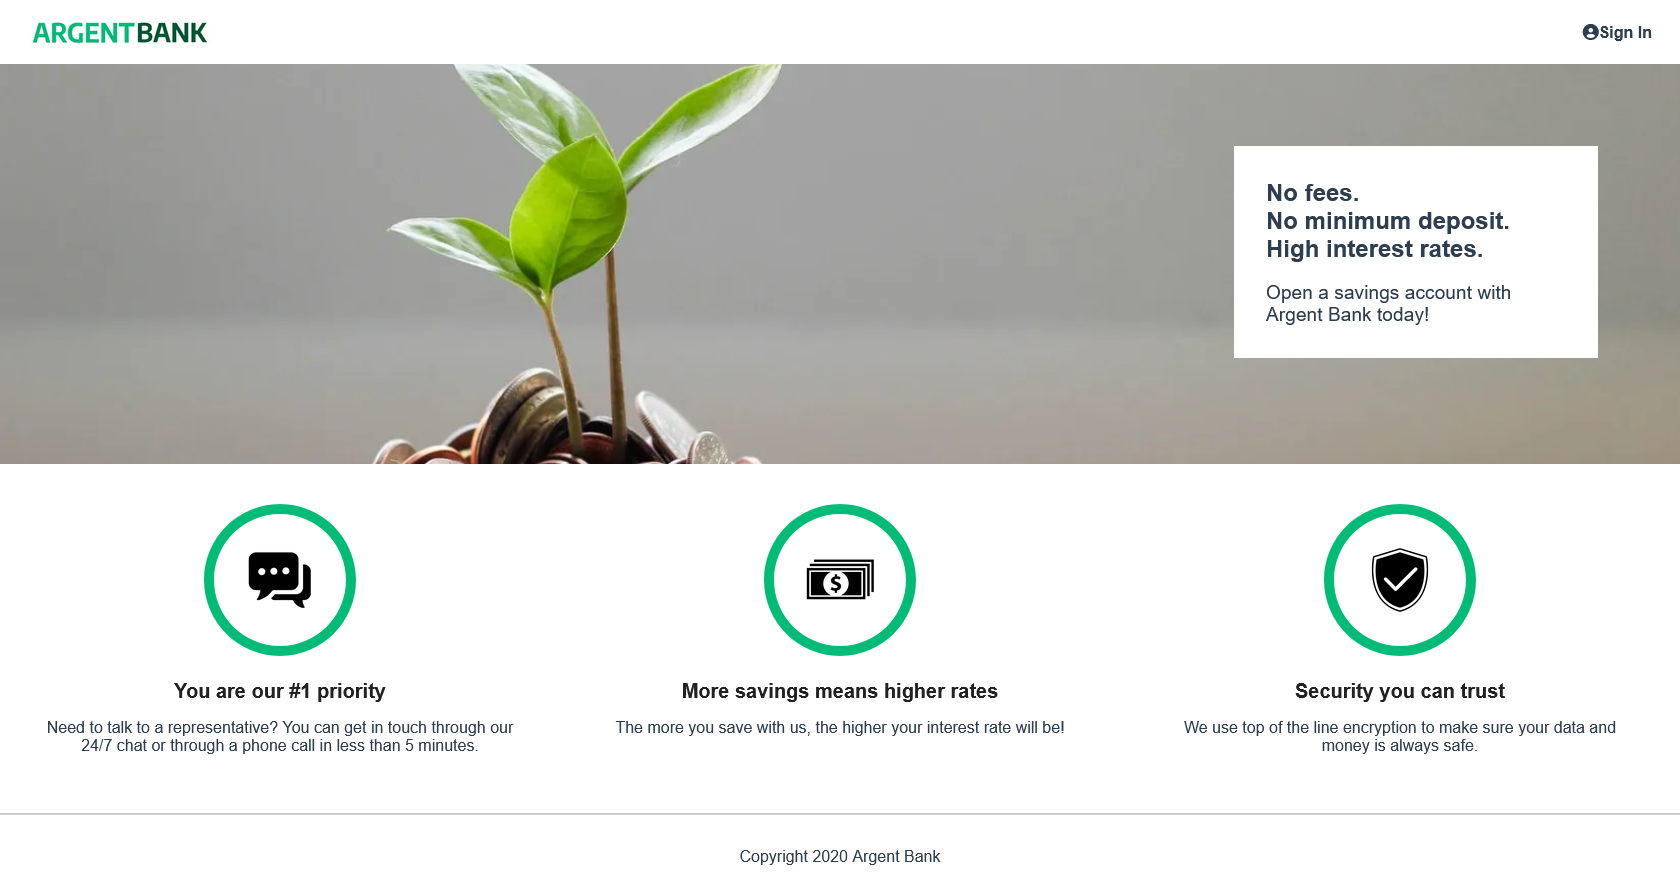 ARGENTBANK
Sign In
No fees.
No minimum deposit.
High interest rates.
Open a savings account with
Argent Bank today!
$
You are our #1 priority
Need to talk to a representative? You can get in touch through our
24/7 chat or through a phone call in less than 5 minutes.
More savings means higher rates
The more you save with us, the higher your interest rate will be!
Security you can trust
We use top of the line encryption to make sure your data and
money is always safe.
Copyright 2020 Argent Bank